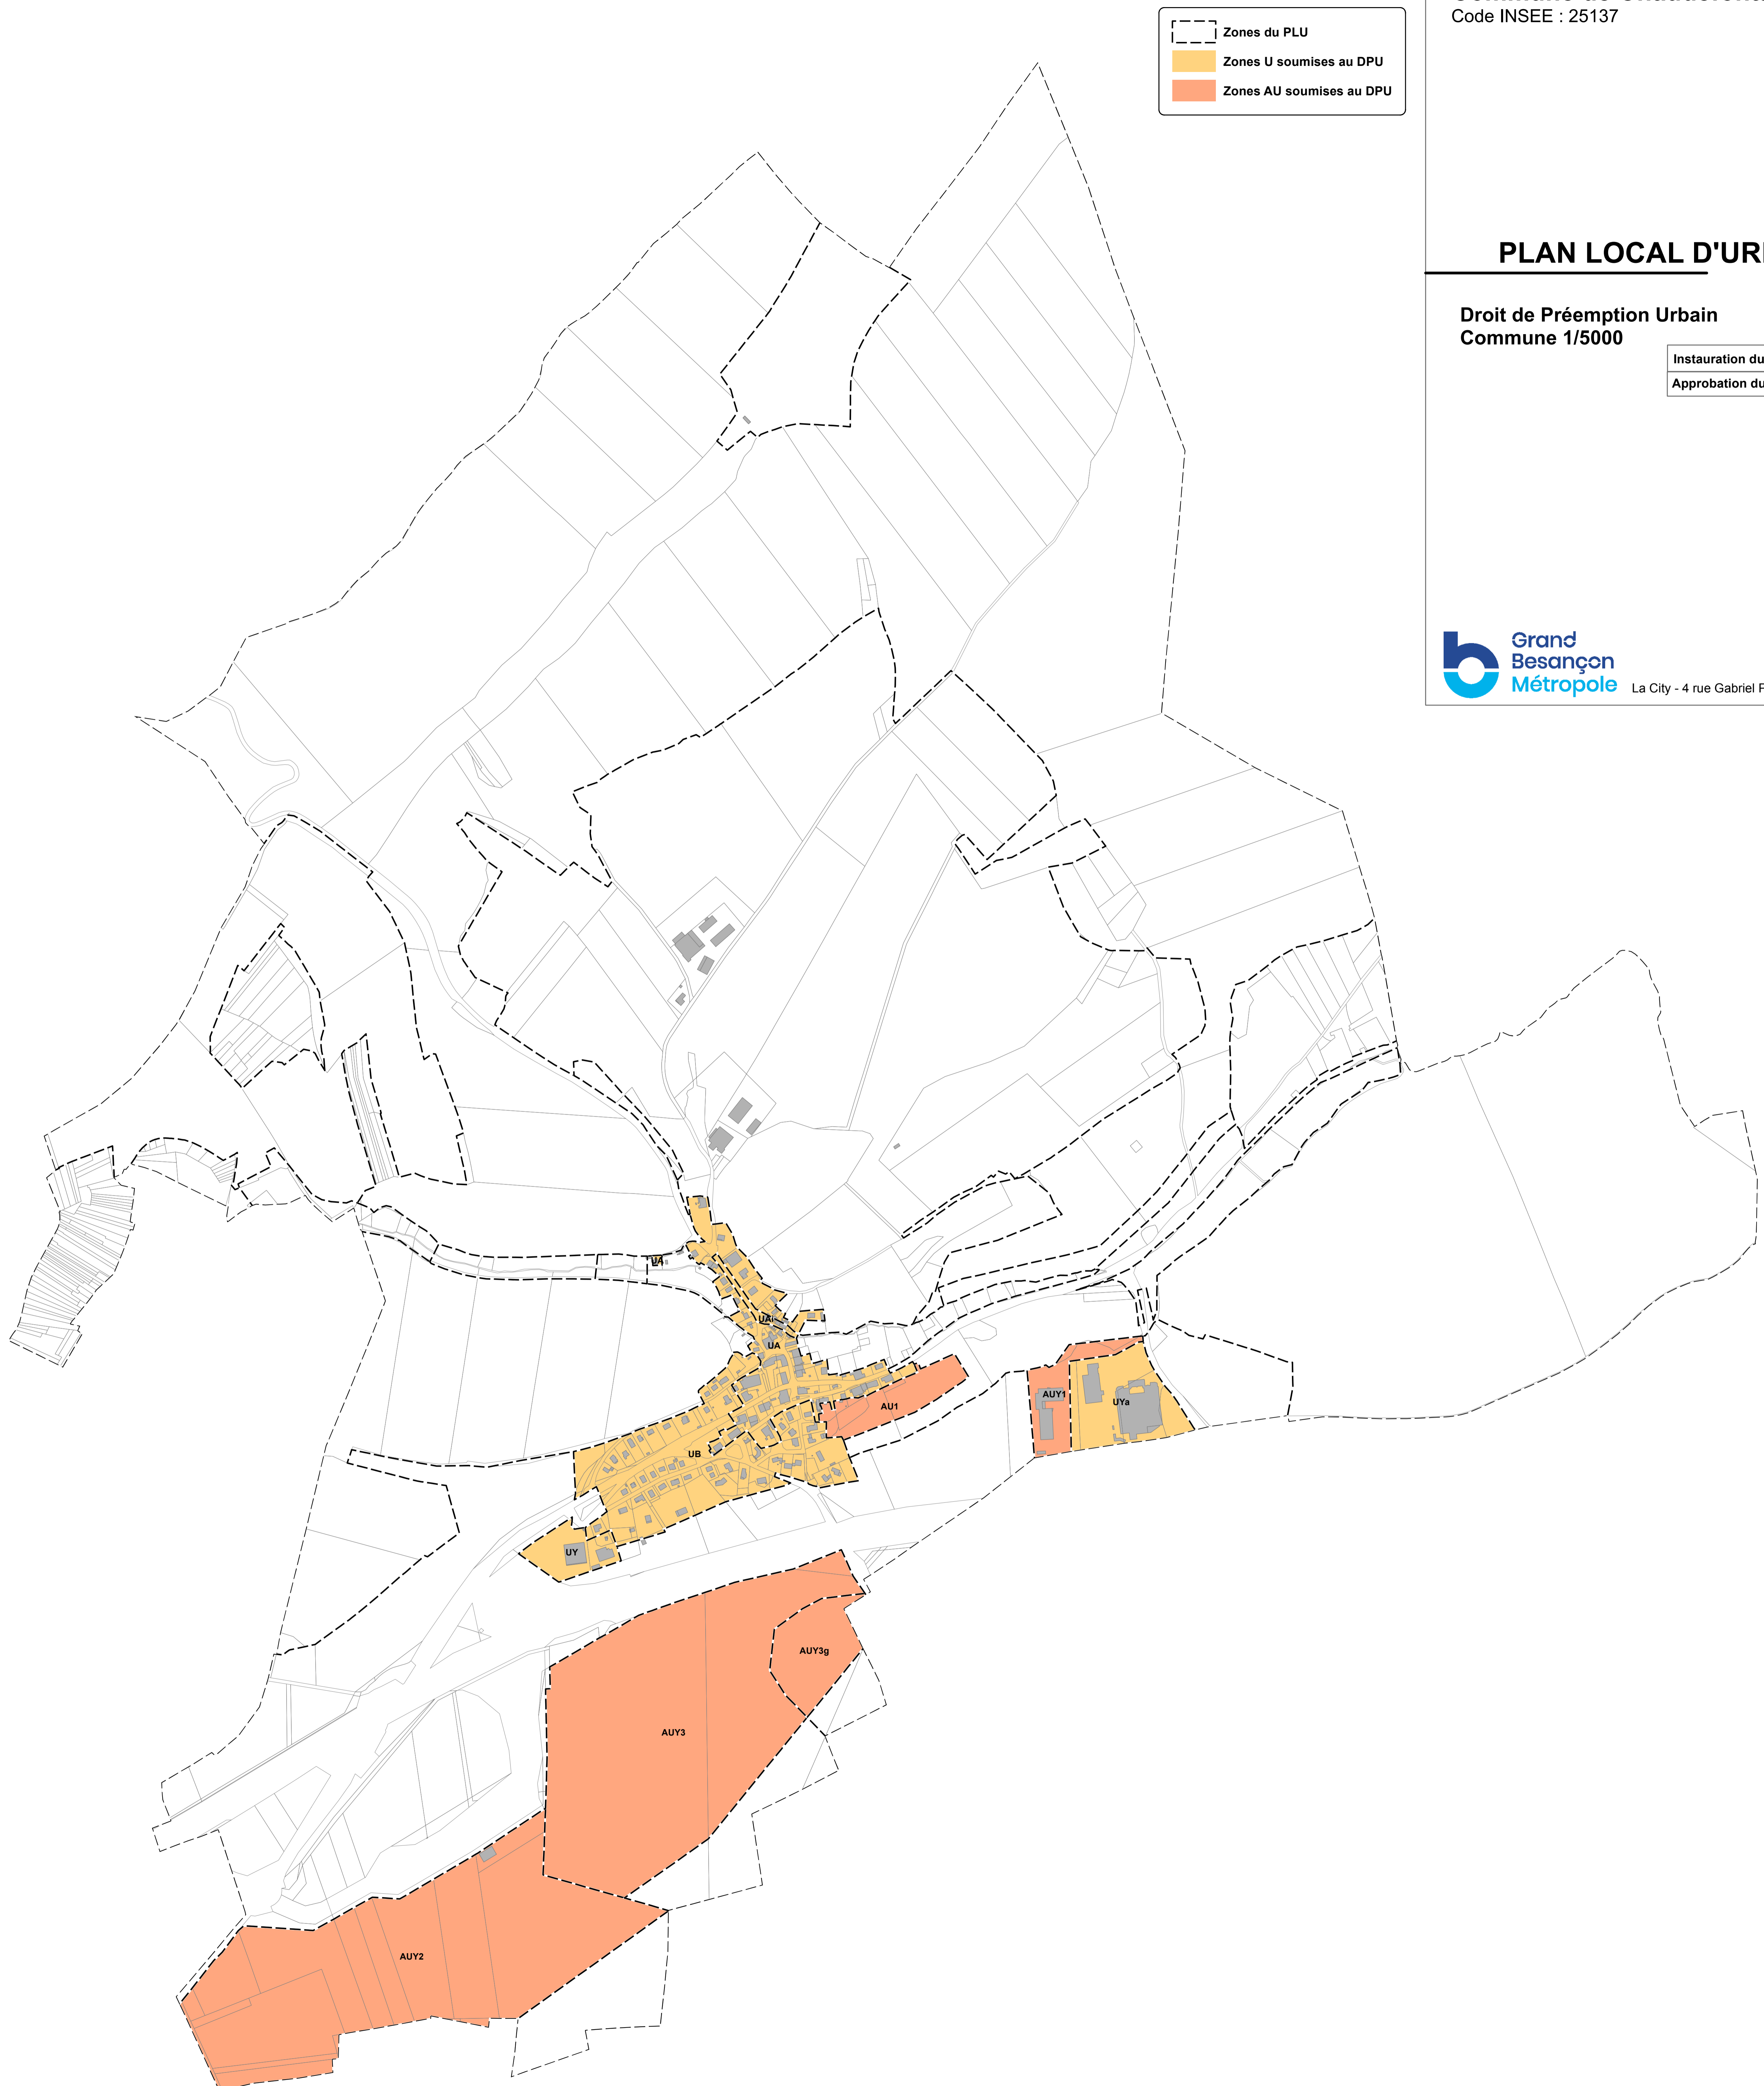 Zones du PLU
Zones U soumises au DPU
Zones AU soumises au DPU
Code INSEE : 25137
PLAN LOCAL D'UR
Droit de Préemption Urbain
Commune 1/5000
Instauration du
Approbation du
Grand
Besançon
Métropole
La City - 4 rue Gabriel
UA
UAi
UA
AU1
AUY1
UYa
UB
UY
AUY3g
AUY3
AUY2